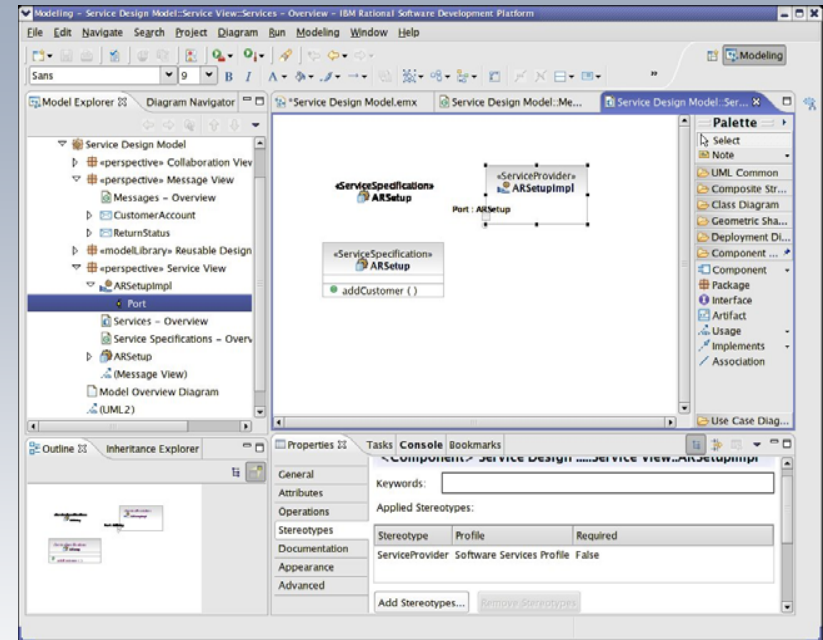 Modeling - Service Design Model::Service View::Services - Overview - IBM Rational Software Development Platform
File Edit Navigate Search Project Diagram Run Modeling Window Help
Modeling
Sans 9 B I A
Model Explorer Diagram Navigator
*Service Design Model.emx Service Design Model::Me... Service Design Model::Ser...
Service Design Model
«perspective» Collaboration View
«perspective» Message View
Messages - Overview
CustomerAccount
ReturnStatus
«modelLibrary» Reusable Design
«perspective» Service View
ARSetupImpl
Port
Services - Overview
Service Specifications - Overv
ARSetup
(Message View)
Model Overview Diagram
(UML2)
«ServiceSpecification»
ARSetup
«ServiceProvider»
ARSetupImpl
Port : ARSetup
«ServiceSpecification»
ARSetup
addCustomer ( )
Palette
Select
Note
UML Common
Composite Str...
Class Diagram
Geometric Sha...
Deployment Di...
Component ...
Component
Package
Interface
Artifact
Usage
Implements
Association
Use Case Diag...
Outline Inheritance Explorer
Properties Tasks Console Bookmarks
<Component> Service Design .....Service View::ARSetupImpl
General
Attributes
Operations
Stereotypes
Documentation
Appearance
Advanced
Keywords:
Applied Stereotypes:
Stereotype Profile Required
ServiceProvider Software Services Profile False
Add Stereotypes... Remove Stereotypes